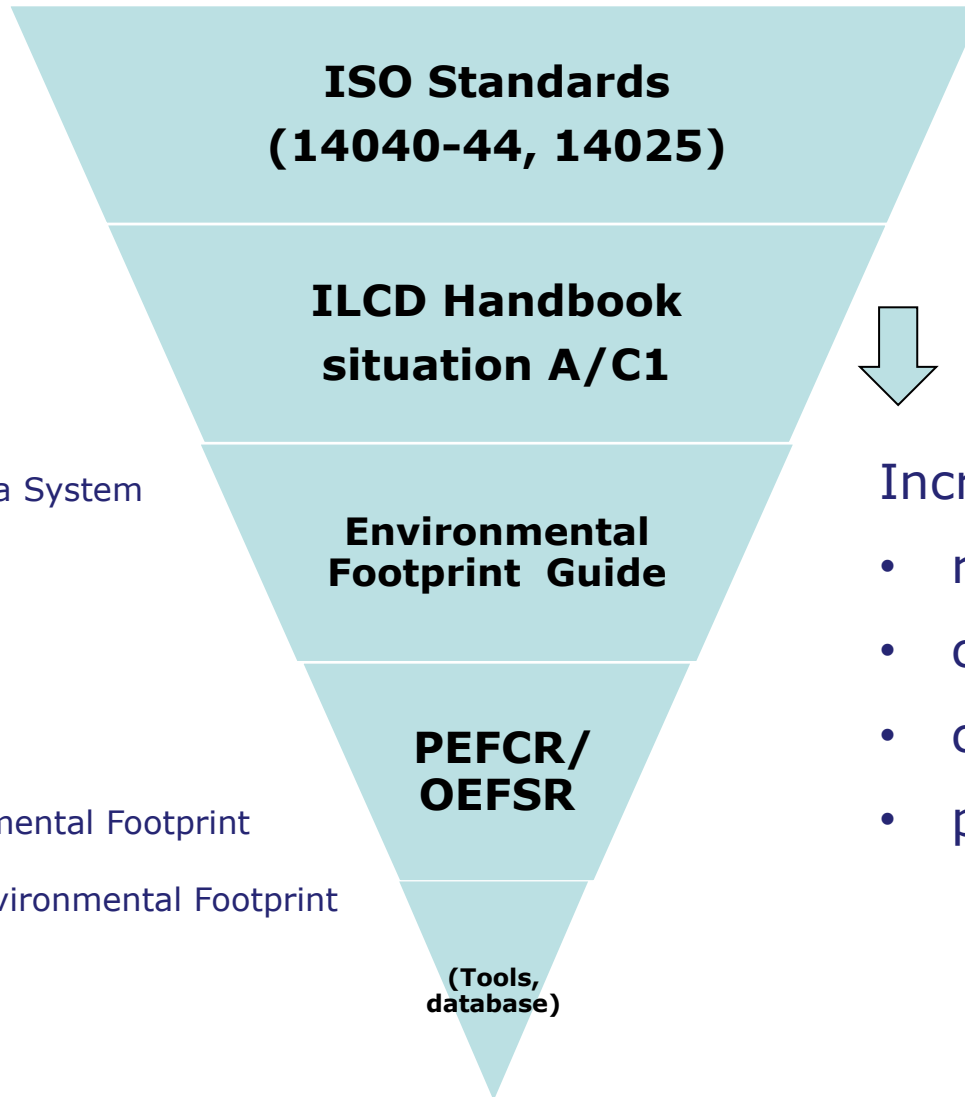 ISO Standards
(14040-44, 14025)
ILCD Handbook
situation A/C1
a System
Environmental
Footprint Guide
PEFCR/
OEFSR
mental Footprint
vironmental Footprint
(Tools,
database)
Incr
•
•
•
• p